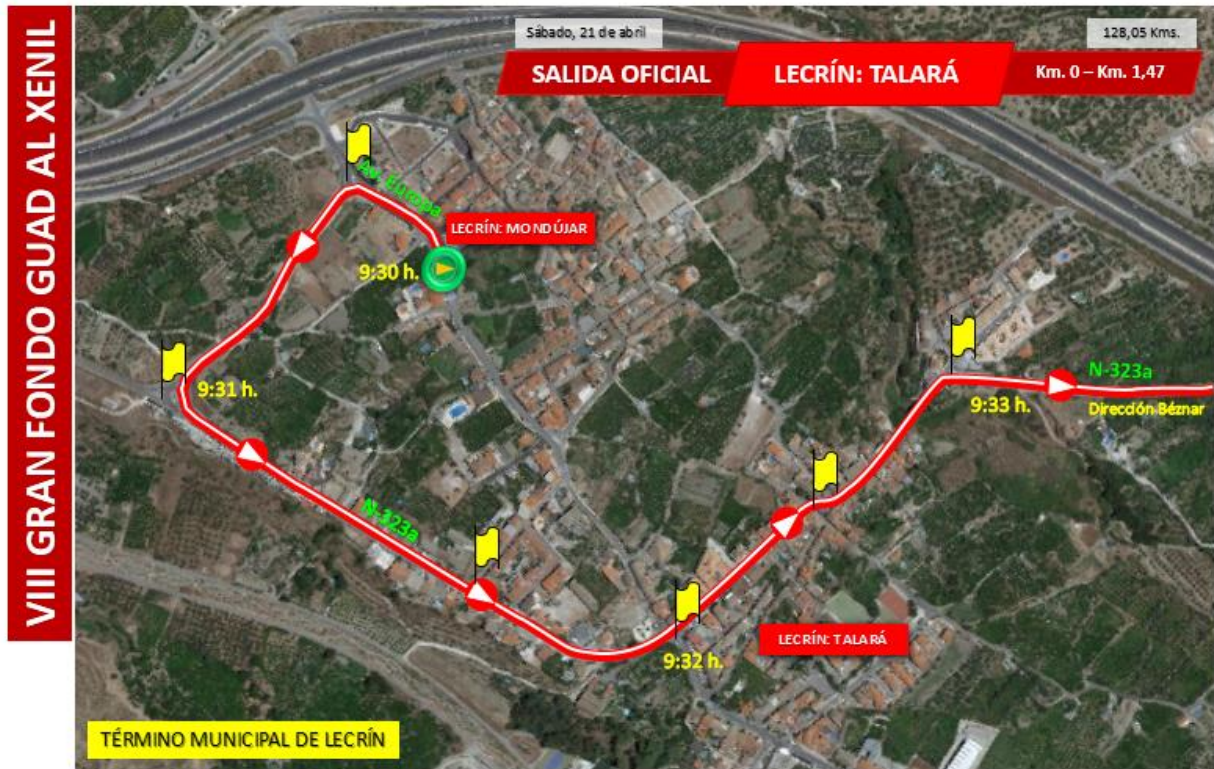 VIII GRAN FONDO GUAD AL XENIL
Sábado, 21 de abril
128,05 Kms.
SALIDA OFICIAL
LECRÍN: TALARÁ
Km. 0 – Km. 1,47
Av. Europa
LECRÍN: MONDÚJAR
9:30 h.
9:31 h.
N-323a
9:33 h.
Dirección Béznar
N-323a
LECRÍN: TALARÁ
9:32 h.
TÉRMINO MUNICIPAL DE LECRÍN